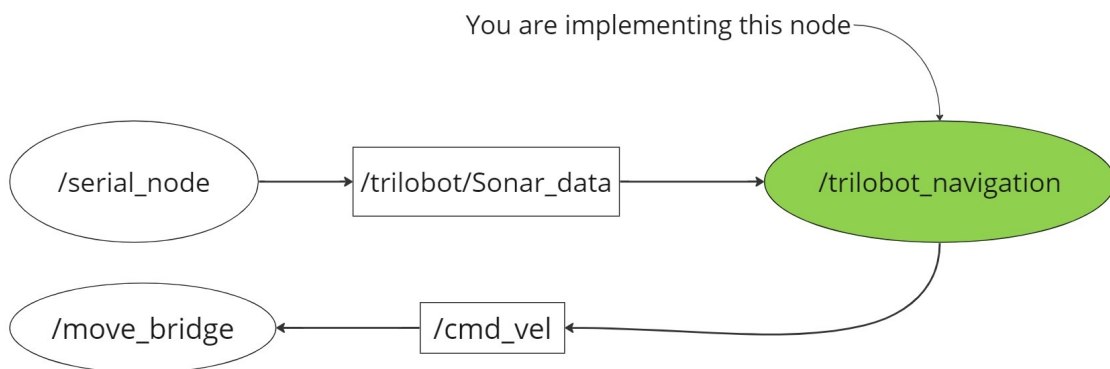 You are implementing this node
/serial_node
/trilobot/Sonar_data
/trilobot_navigation
/move_bridge
/cmd_vel